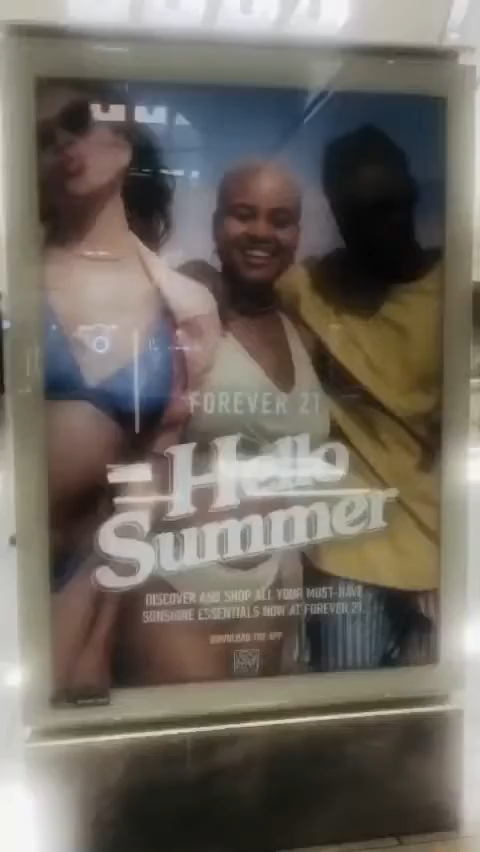 FOREVER 21
Hello
Summer
DISCOVER AND SHOP ALL YOUR MUST-HAVE
SUNSHINE ESSENTIALS NOW AT FOREVER 21.
DOWNLOAD THE APP